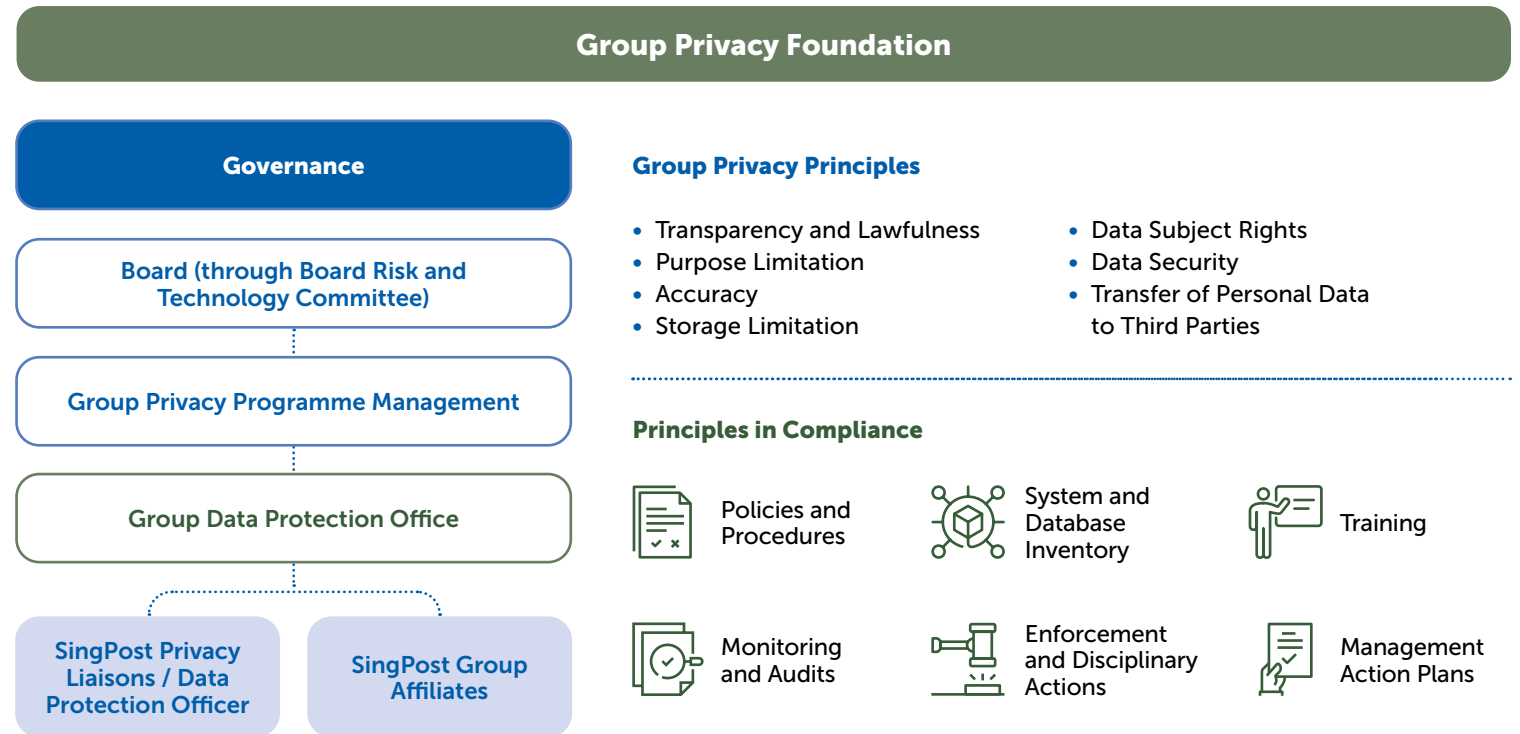 Group Privacy Foundation
Governance
Board (through Board Risk and
Technology Committee)
Group Privacy Programme Management
Group Data Protection Office
SingPost Privacy
Liaisons / Data
Protection Officer
SingPost Group
Affiliates
Group Privacy Principles
• Transparency and Lawfulness
• Purpose Limitation
• Accuracy
• Storage Limitation
• Data Subject Rights
• Data Security
• Transfer of Personal Data
to Third Parties
Principles in Compliance
Policies and
Procedures
System and
Database
Inventory
Training
Monitoring
and Audits
Enforcement
and Disciplinary
Actions
Management
Action Plans